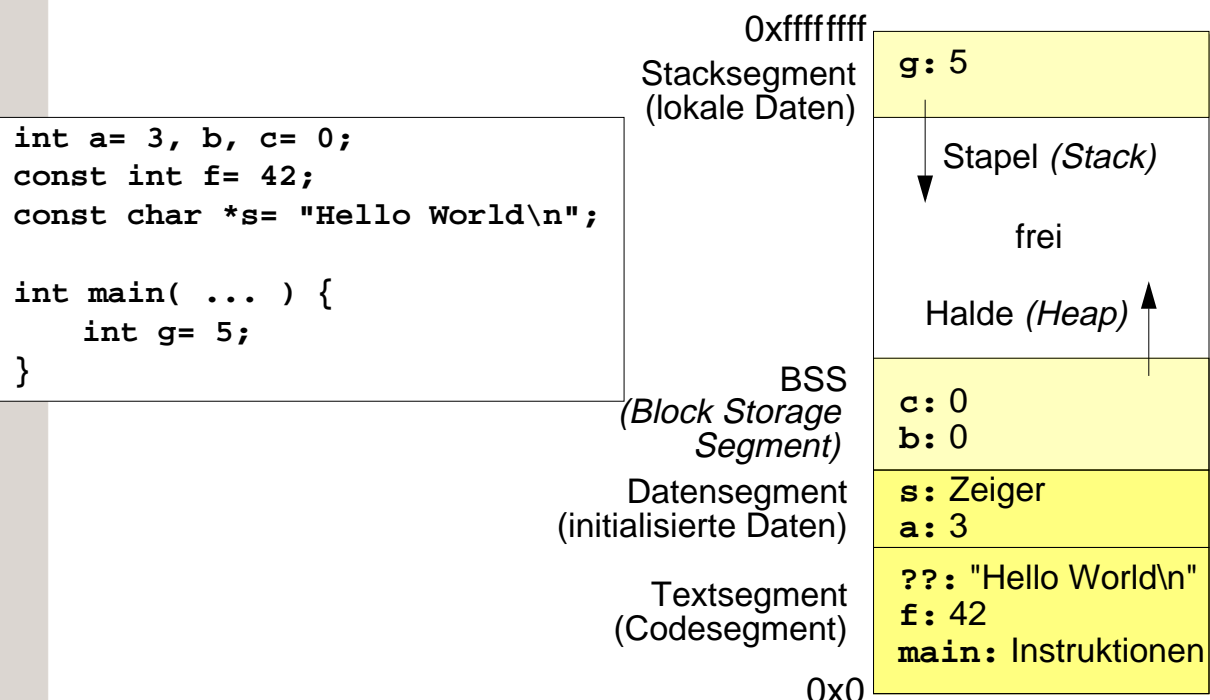 int a= 3, b, c= 0;
const int f= 42;
const char *s= "Hello World\n";
int main( ... ) {
int g= 5;
}
0xffffffff
Stacksegment
(lokale Daten)
g: 5
Stapel (Stack)
frei
Halde (Heap)
BSS
(Block Storage
Segment)
c: 0
b: 0
Datensegment
(initialisierte Daten)
s: Zeiger
a: 3
Textsegment
(Codesegment)
??: "Hello World\n"
f: 42
main: Instruktionen
0x0